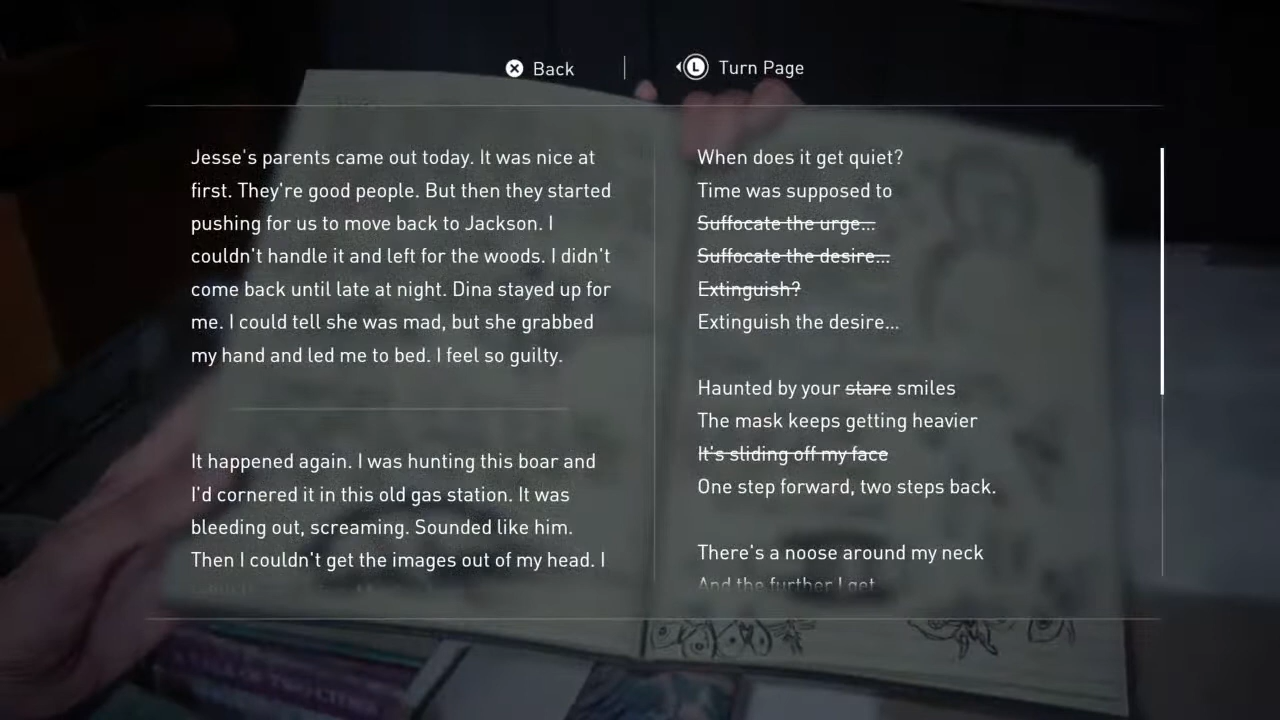 Back
L Turn Page
Jesse's parents came out today. It was nice at
first. They're good people. But then they started
pushing for us to move back to Jackson. I
couldn't handle it and left for the woods. I didn't
come back until late at night. Dina stayed up for
me. I could tell she was mad, but she grabbed
my hand and led me to bed. I feel so guilty.
It happened again. I was hunting this boar and
I'd cornered it in this old gas station. It was
bleeding out, screaming. Sounded like him.
Then I couldn't get the images out of my head. I
When does it get quiet?
Time was supposed to
Suffocate the urge...
Suffocate the desire...
Extinguish?
Extinguish the desire...
Haunted by your stare smiles
The mask keeps getting heavier
It's sliding off my face
One step forward, two steps back.
There's a noose around my neck
And the further I get